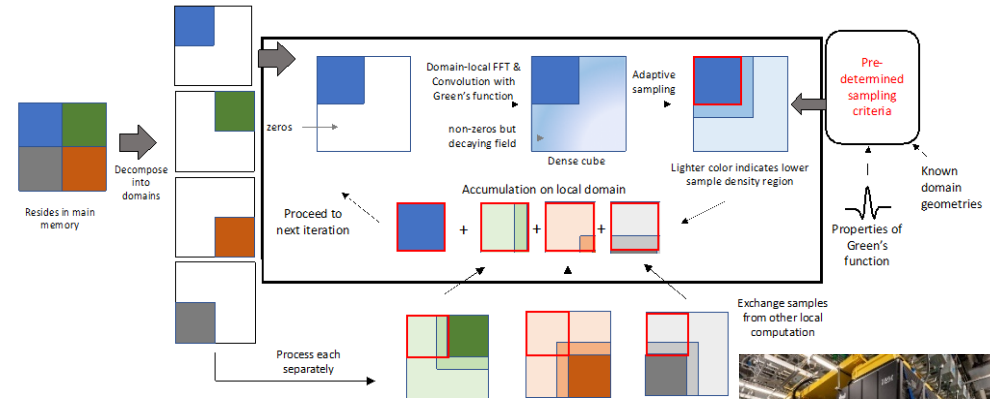 Resides in main
memory
Decompose
into
domains
zeros
Domain-local FFT &
Convolution with
Green's function
non-zeros but
decaying field
Dense cube
Adaptive
sampling
Lighter color indicates lower
sample density region
Pre-
determined
sampling
criteria
Known
domain
geometries
Properties of
Green's
function
Accumulation on local domain
Proceed to
next iteration
+
+
+
Exchange samples
from other local
computation
Process each
separately